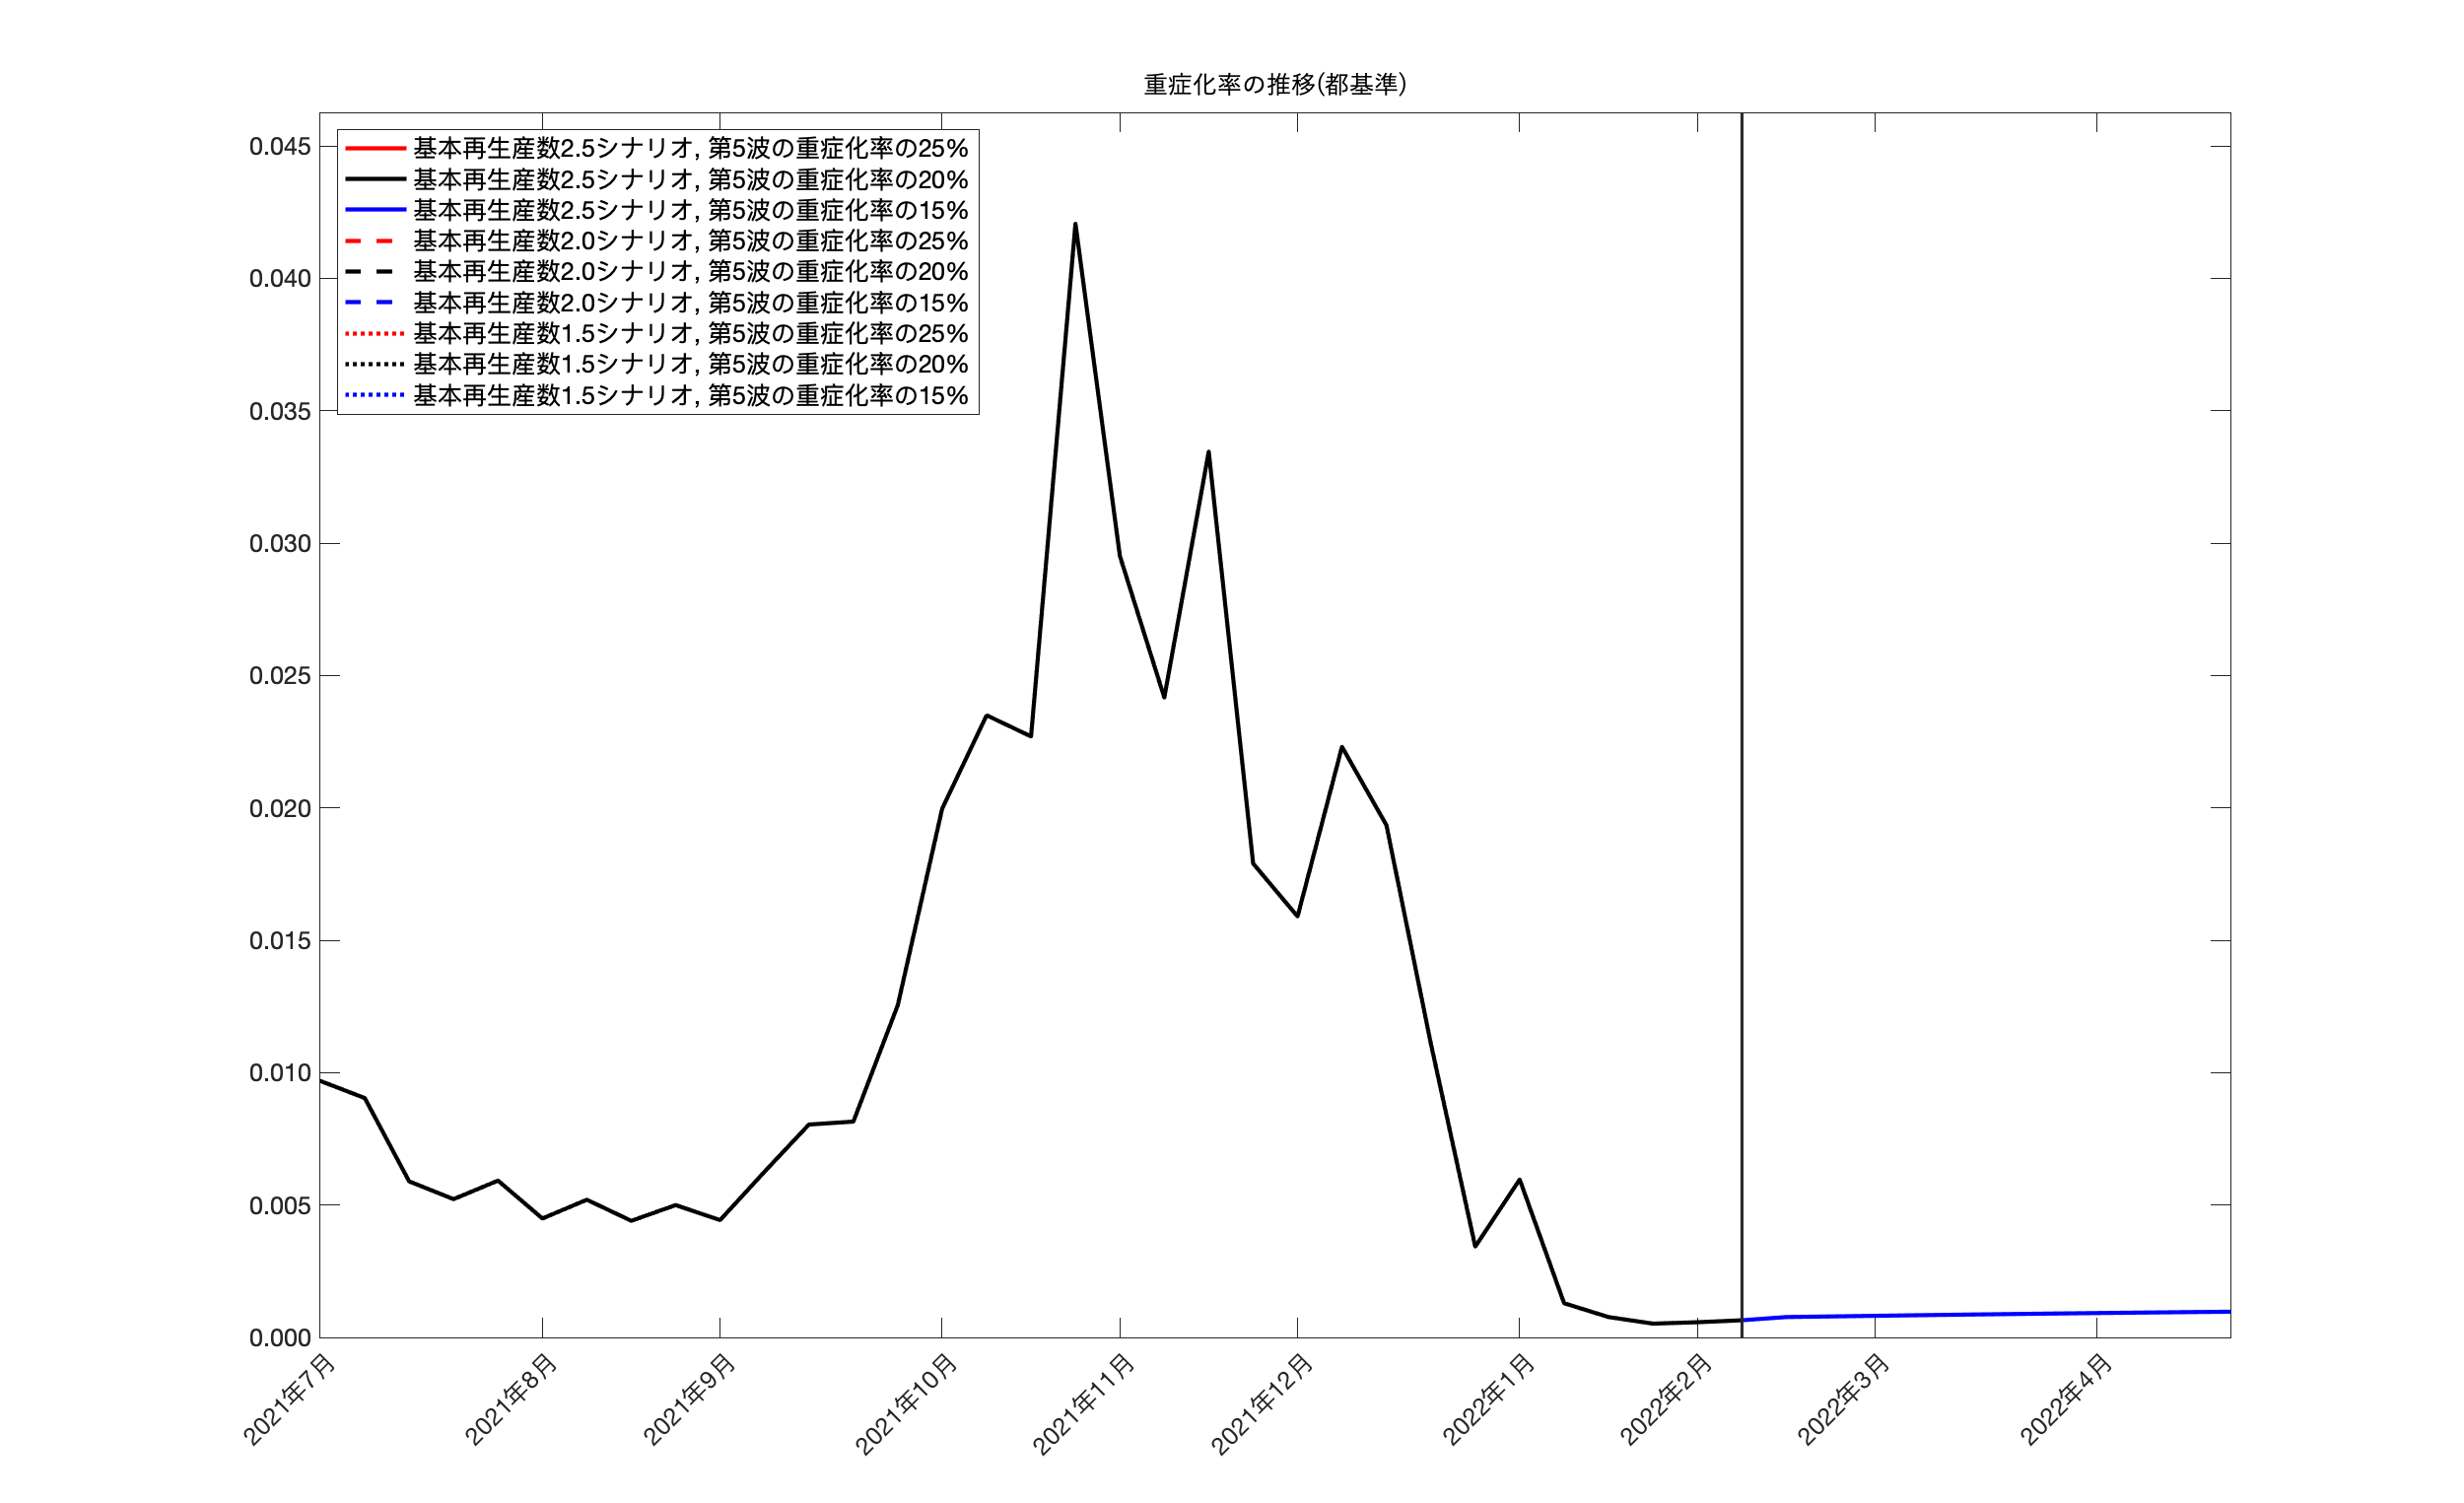 重症化率の推移(都基準)
基本再生産数2.5シナリオ, 第5波の重症化率の25%
基本再生産数2.5シナリオ, 第5波の重症化率の20%
基本再生産数2.5シナリオ, 第5波の重症化率の15%
基本再生産数2.0シナリオ, 第5波の重症化率の25%
基本再生産数2.0シナリオ, 第5波の重症化率の20%
基本再生産数2.0シナリオ, 第5波の重症化率の15%
基本再生産数1.5シナリオ, 第5波の重症化率の25%
基本再生産数1.5シナリオ, 第5波の重症化率の20%
基本再生産数1.5シナリオ, 第5波の重症化率の15%
0.045
0.040
0.035
0.030
0.025
0.020
0.015
0.010
0.005
0.000
2021年7月
2021年8月
2021年9月
2021年10月
2021年11月
2021年12月
2022年1月
2022年2月
2022年3月
2022年4月